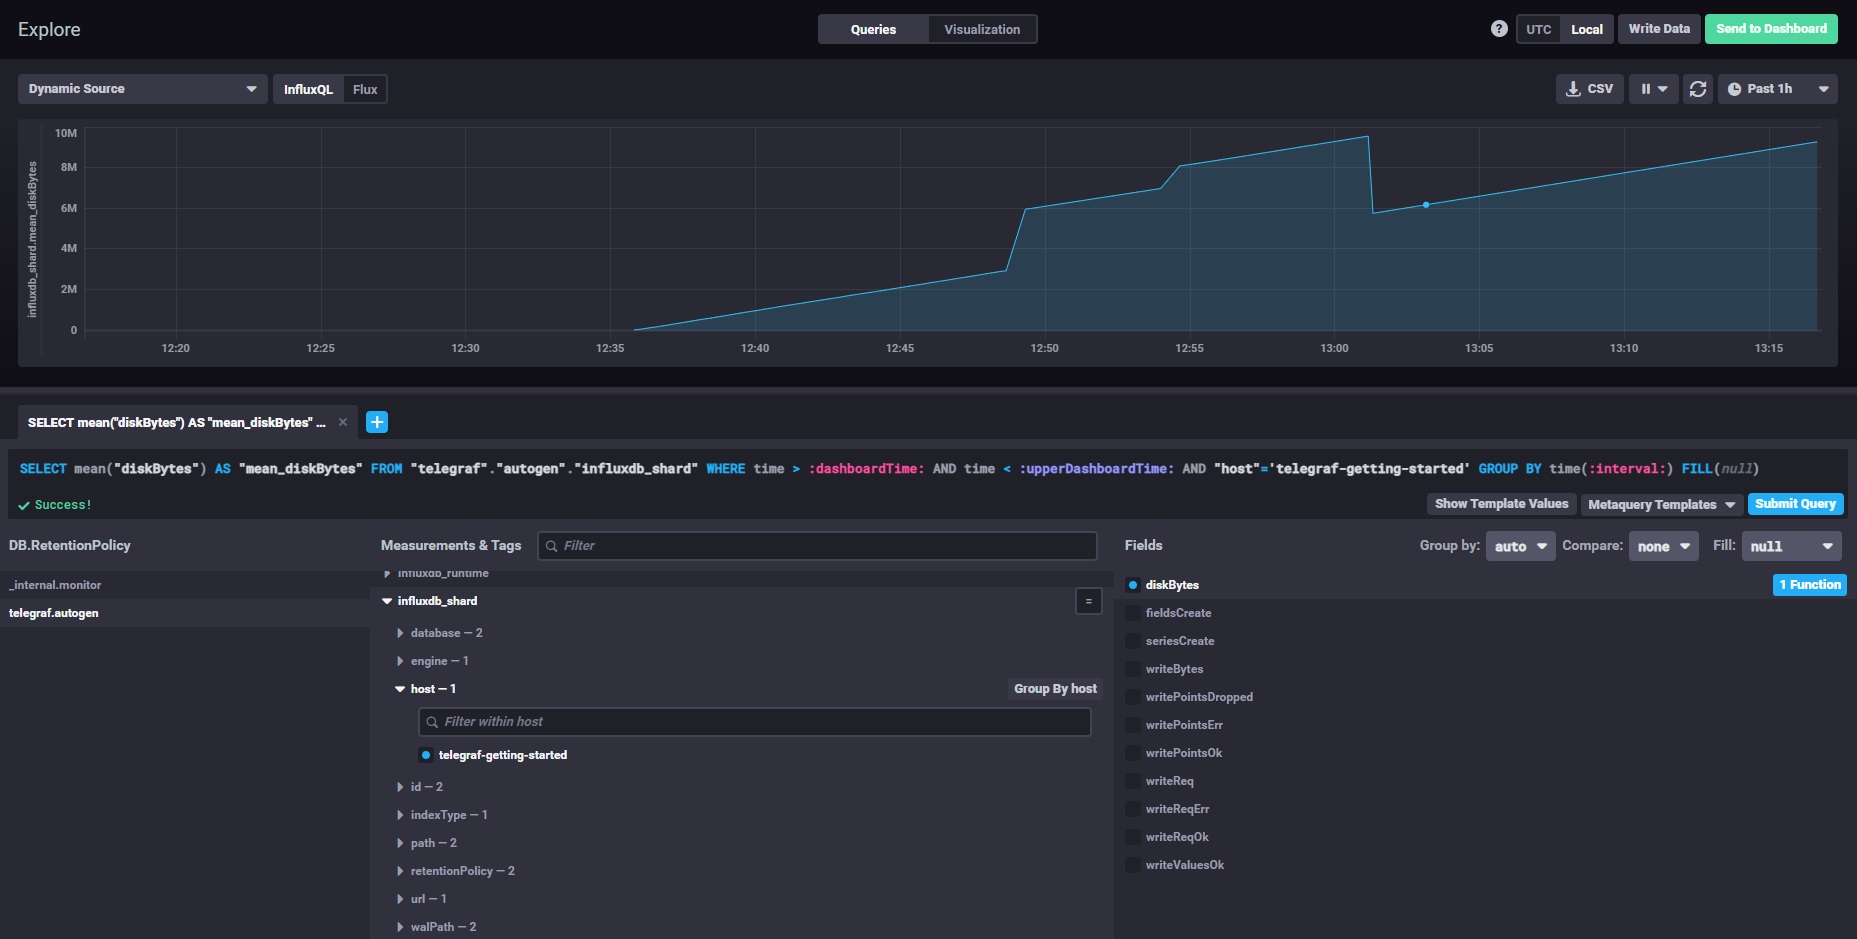 Explore
Queries Visualization
? UTC Local Write Data Send to Dashboard
Dynamic Source InfluxQL Flux
CSV Past 1h
influxdb_shard.mean_diskBytes
10M
8M
6M
4M
2M
0
12:20 12:25 12:30 12:35 12:40 12:45 12:50 12:55 13:00 13:05 13:10 13:15
SELECT mean("diskBytes") AS "mean_diskBytes" ... × +
SELECT mean("diskBytes") AS "mean_diskBytes" FROM "telegraf"."autogen"."influxdb_shard" WHERE time > :dashboardTime: AND time < :upperDashboardTime: AND "host"='telegraf-getting-started' GROUP BY time(:interval:) FILL(null)
Success!
Show Template Values Metaquery Templates Submit Query
DB.RetentionPolicy
_internal.monitor
telegraf.autogen
Measurements & Tags Filter
influxdb_runtime
influxdb_shard =
database — 2
engine — 1
host — 1 Group By host
Filter within host
telegraf-getting-started
id — 2
indexType — 1
path — 2
retentionPolicy — 2
url — 1
walPath — 2
Fields Group by: auto Compare: none Fill: null
diskBytes 1 Function
fieldsCreate
seriesCreate
writeBytes
writePointsDropped
writePointsErr
writePointsOk
writeReq
writeReqErr
writeReqOk
writeValuesOk